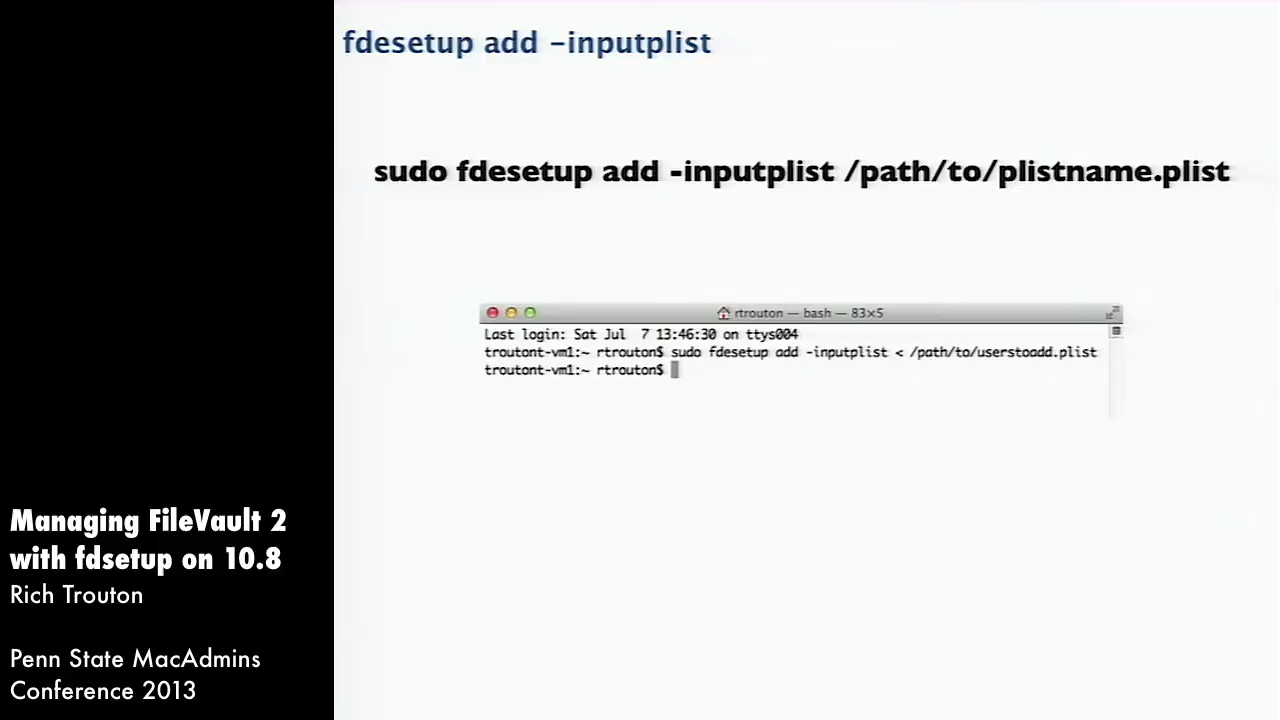 fdesetup add -inputplist
sudo fdesetup add -inputplist /path/to/plistname.plist
rtrouton — bash — 83×5
Last login: Sat Jul  7 13:46:30 on ttys004
troutont-vm1:~ rtrouton$ sudo fdesetup add -inputplist < /path/to/userstoadd.plist
troutont-vm1:~ rtrouton$
Managing FileVault 2
with fdsetup on 10.8
Rich Trouton
Penn State MacAdmins
Conference 2013